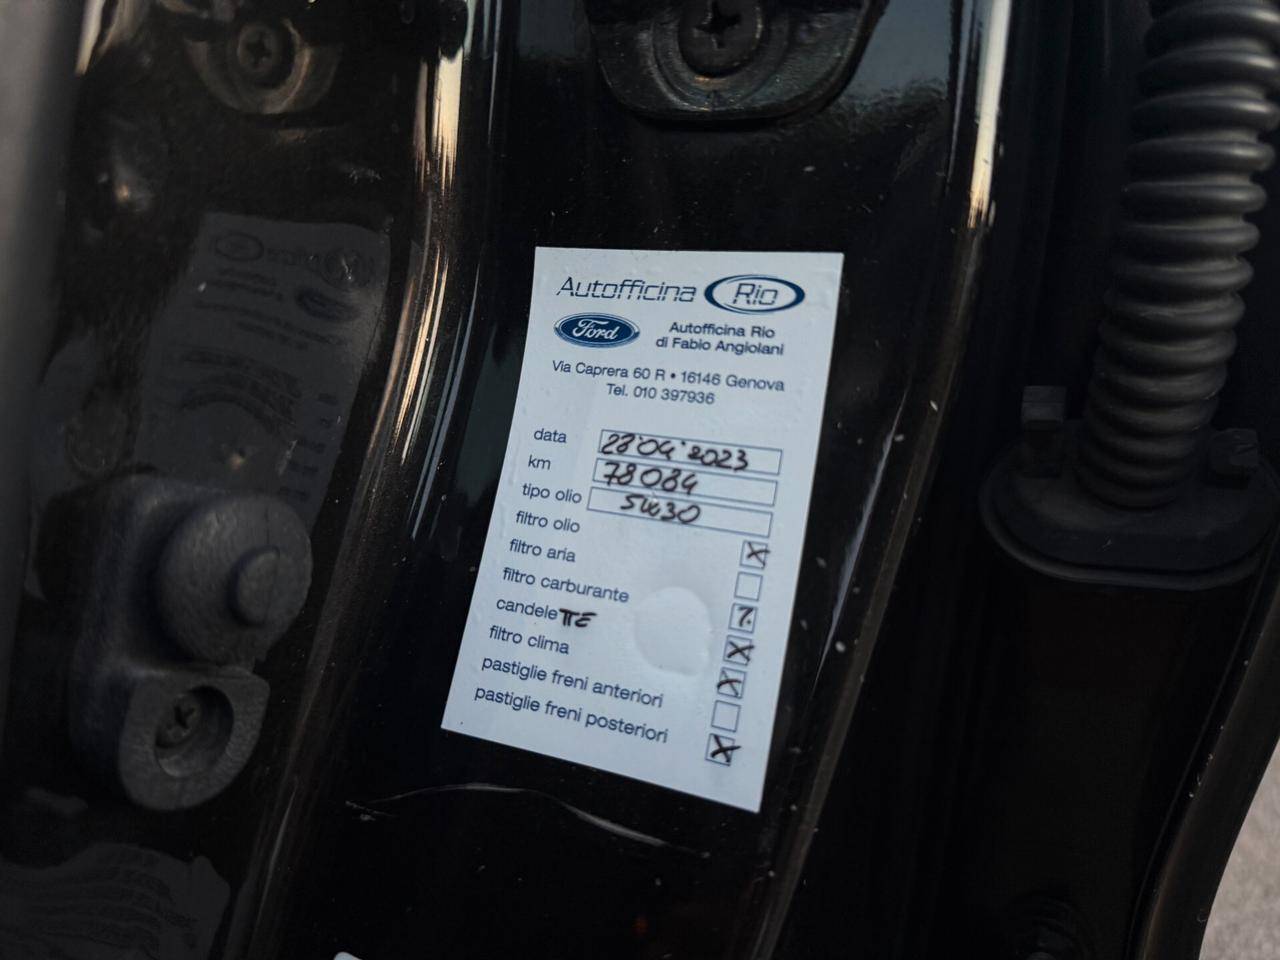 Autofficina Rio
Ford
Autofficina Rio
di Fabio Angiolani
Via Caprera 60 R • 16146 Genova
Tel. 010 397936
data 28·04·2023
km 78084
tipo olio 5W30
filtro olio X
filtro aria
filtro carburante
candele TTE X
filtro clima X
pastiglie freni anteriori
pastiglie freni posteriori X